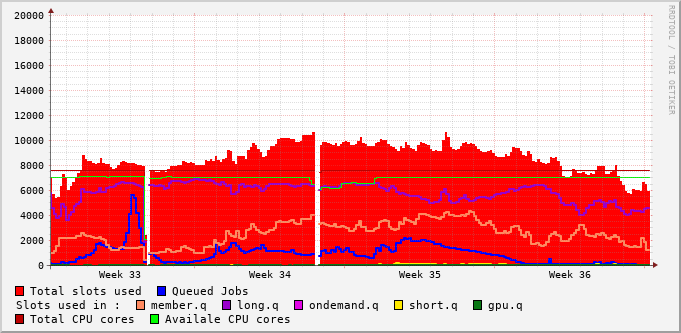 20000
18000
16000
14000
12000
10000
8000
6000
4000
2000
0
Week 33 Week 34 Week 35 Week 36
Total slots used Queued Jobs
Slots used in : member.q long.q ondemand.q short.q gpu.q
Total CPU cores Availale CPU cores
RRDTOOL / TOBI OETIKER